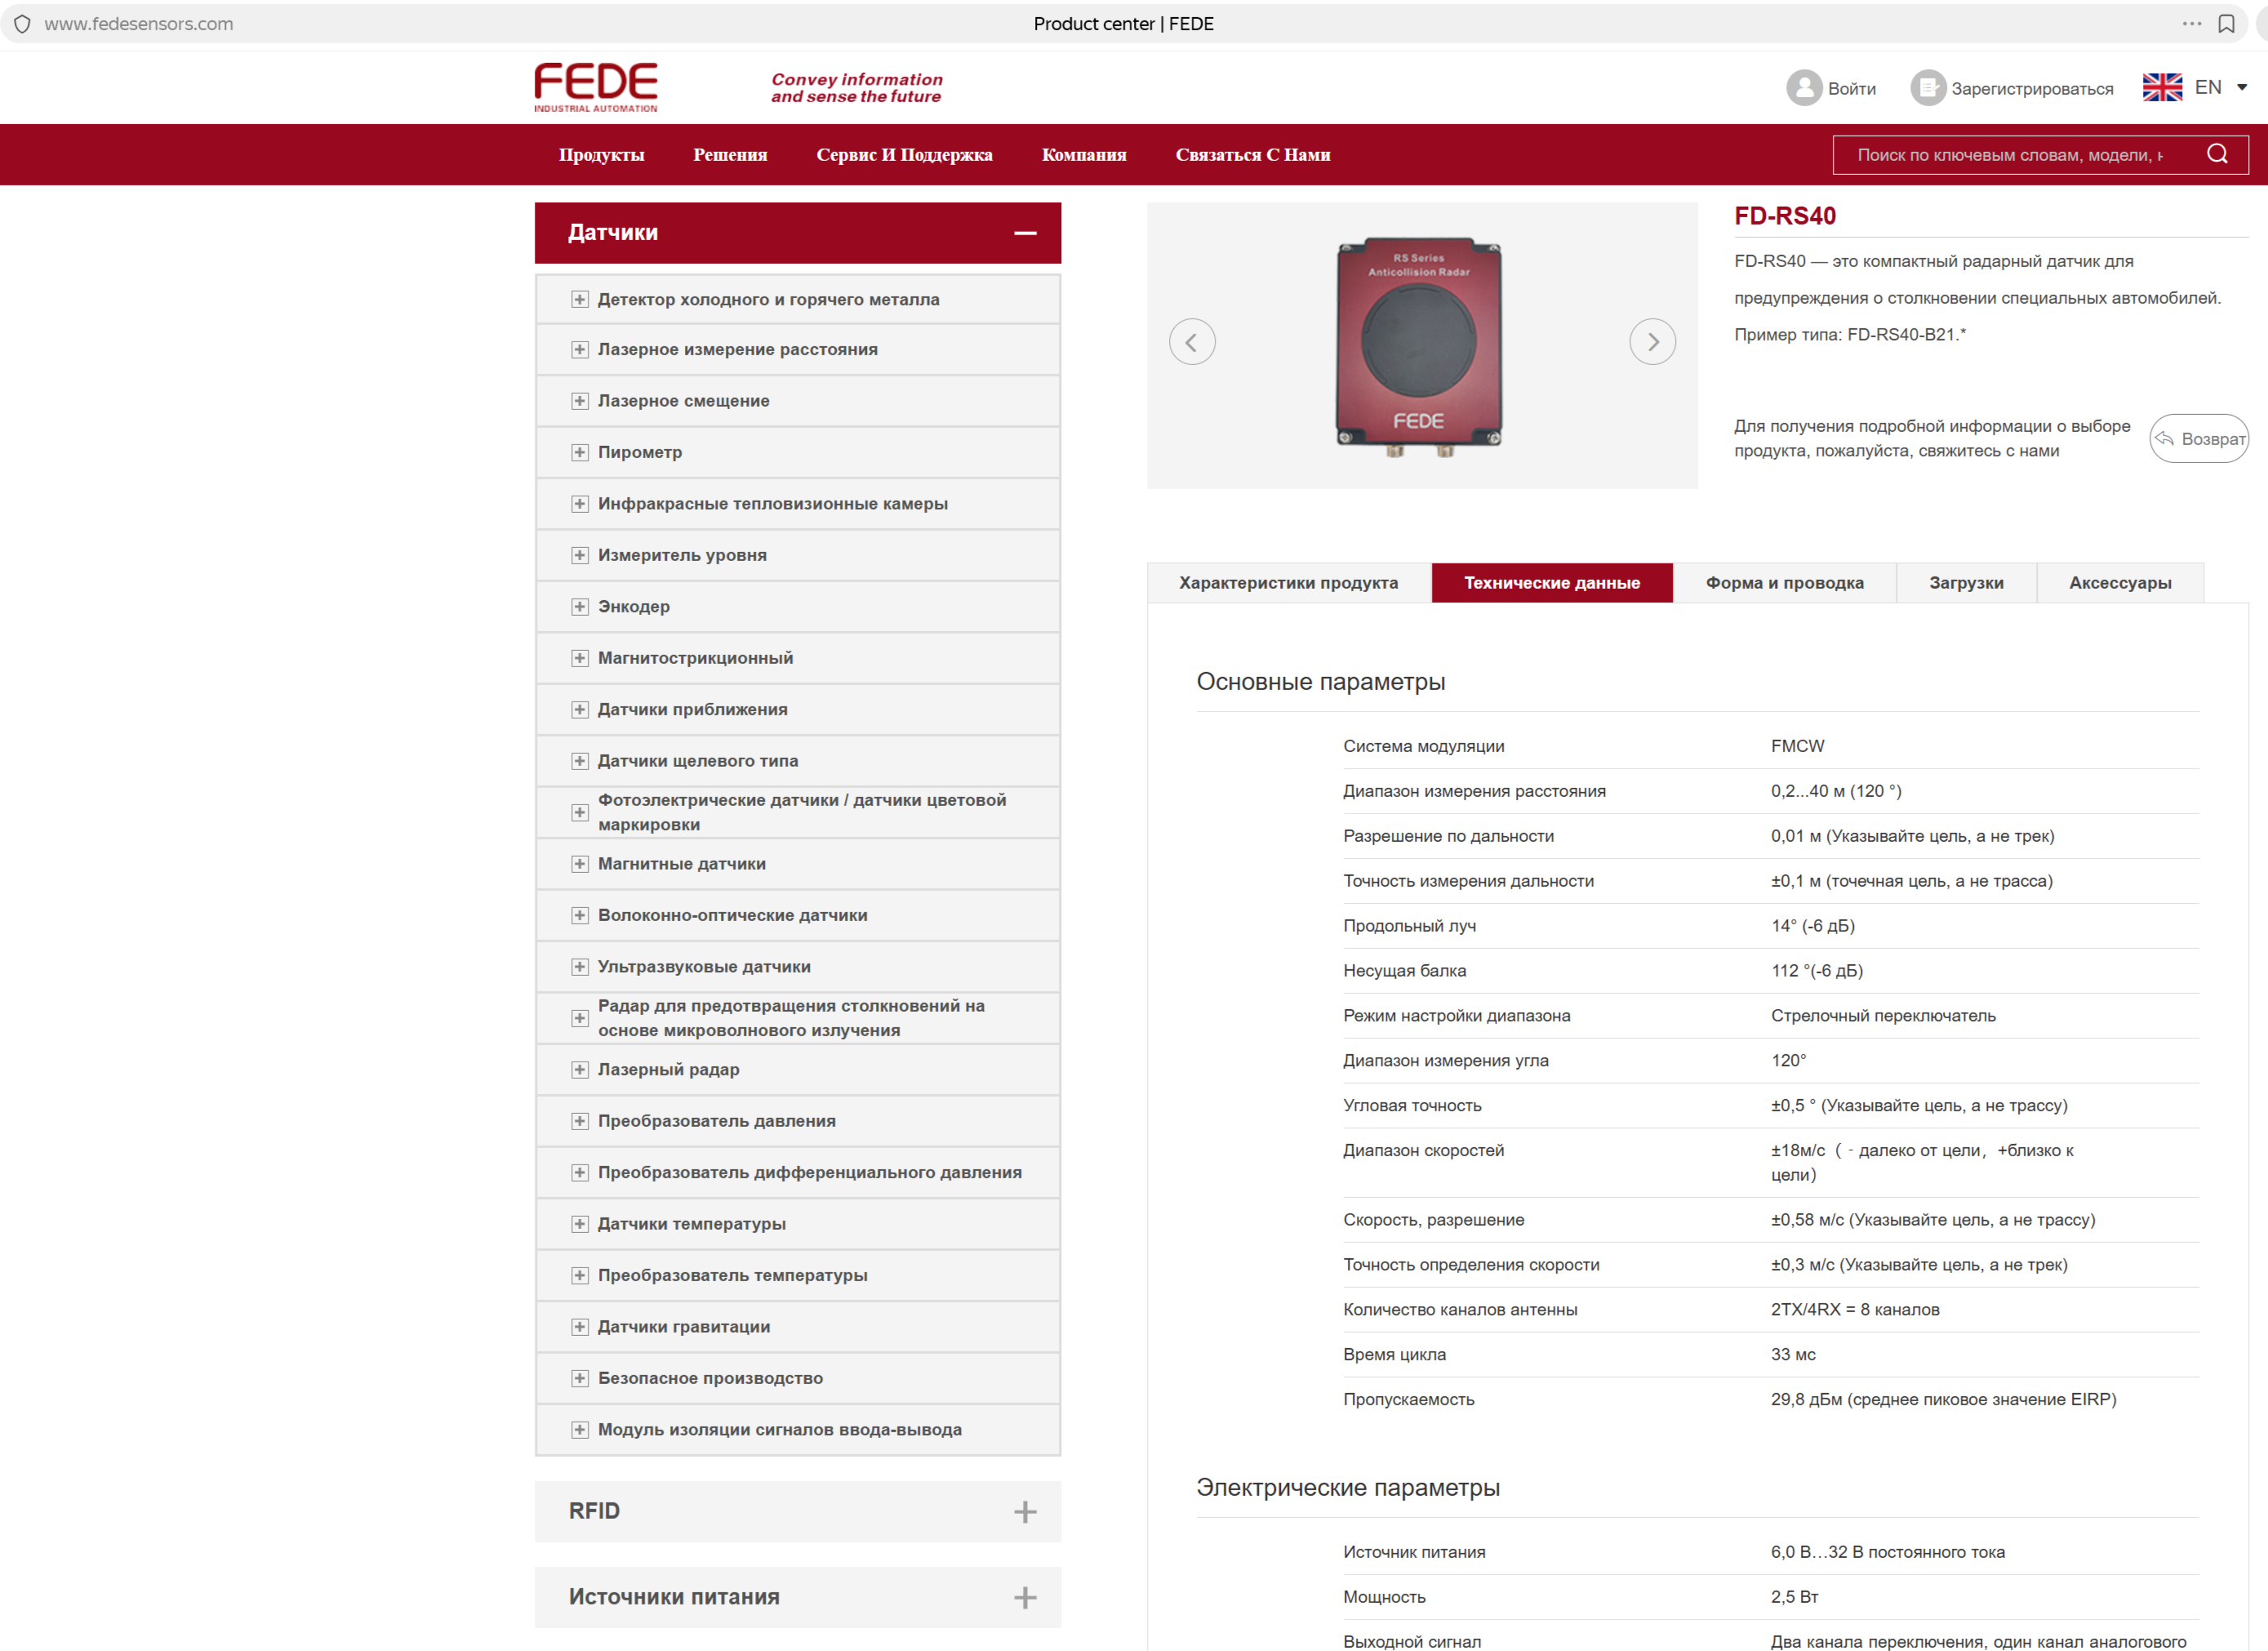 www.fedesensors.com
Product center | FEDE
FEDE
INDUSTRIAL AUTOMATION
Convey information
and sense the future
Войти
Зарегистрироваться
EN
Продукты
Решения
Сервис И Поддержка
Компания
Связаться С Нами
Поиск по ключевым словам, модели,
Датчики
Детектор холодного и горячего металла
Лазерное измерение расстояния
Лазерное смещение
Пирометр
Инфракрасные тепловизионные камеры
Измеритель уровня
Энкодер
Магнитострикционный
Датчики приближения
Датчики щелевого типа
Фотоэлектрические датчики / датчики цветовой
маркировки
Магнитные датчики
Волоконно-оптические датчики
Ультразвуковые датчики
Радар для предотвращения столкновений на
основе микроволнового излучения
Лазерный радар
Преобразователь давления
Преобразователь дифференциального давления
Датчики температуры
Преобразователь температуры
Датчики гравитации
Безопасное производство
Модуль изоляции сигналов ввода-вывода
RFID
Источники питания
RS Series
Anticollision Radar
FEDE
FD-RS40
FD-RS40 — это компактный радарный датчик для
предупреждения о столкновении специальных автомобилей.
Пример типа: FD-RS40-B21.*
Для получения подробной информации о выборе
продукта, пожалуйста, свяжитесь с нами
Возврат
Характеристики продукта
Технические данные
Форма и проводка
Загрузки
Аксессуары
Основные параметры
Система модуляции FMCW
Диапазон измерения расстояния 0,2...40 м (120 °)
Разрешение по дальности 0,01 м (Указывайте цель, а не трек)
Точность измерения дальности ±0,1 м (точечная цель, а не трасса)
Продольный луч 14° (-6 дБ)
Несущая балка 112 °(-6 дБ)
Режим настройки диапазона Стрелочный переключатель
Диапазон измерения угла 120°
Угловая точность ±0,5 ° (Указывайте цель, а не трассу)
Диапазон скоростей ±18м/с （ - далеко от цели，+близко к
цели）
Скорость, разрешение ±0,58 м/с (Указывайте цель, а не трассу)
Точность определения скорости ±0,3 м/с (Указывайте цель, а не трек)
Количество каналов антенны 2TX/4RX = 8 каналов
Время цикла 33 мс
Пропускаемость 29,8 дБм (среднее пиковое значение EIRP)
Электрические параметры
Источник питания 6,0 В…32 В постоянного тока
Мощность 2,5 Вт
Выходной сигнал Два канала переключения, один канал аналогового